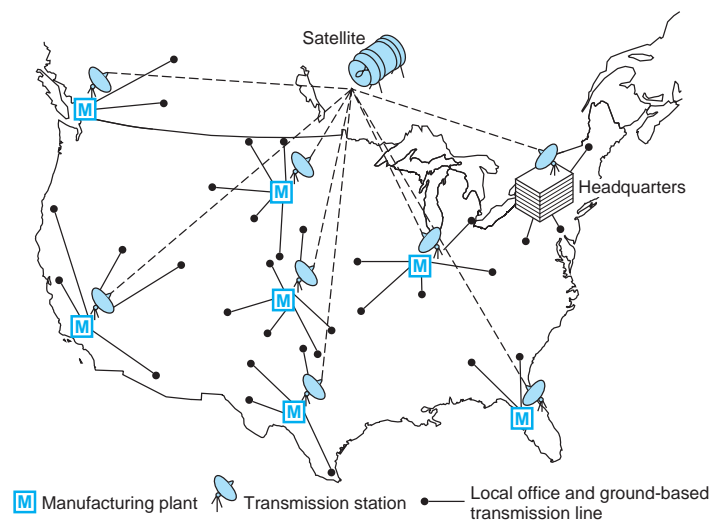 Satellite
M
M
Headquarters
M
M
M
M
M
M Manufacturing plant
Transmission station
Local office and ground-based
transmission line